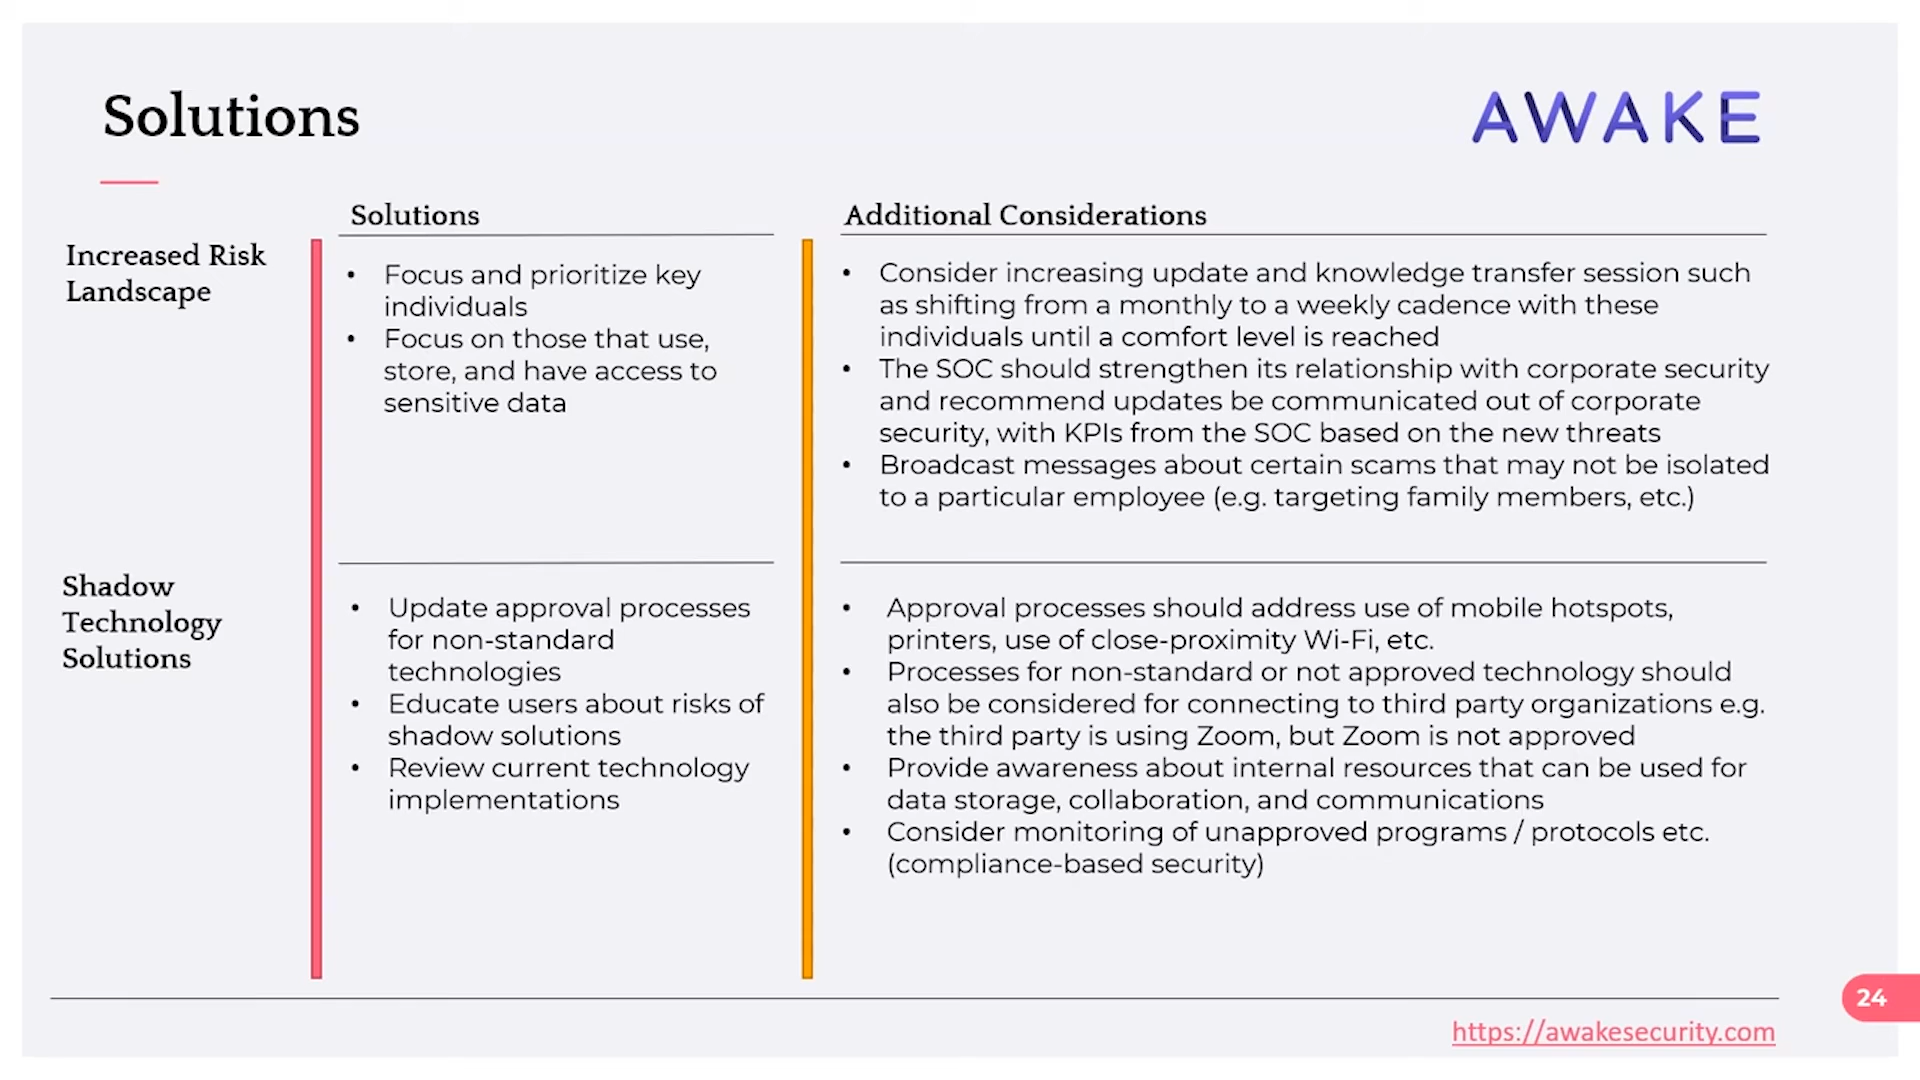 Solutions
AWAKE
Solutions
Additional Considerations
Increased Risk
Landscape
• Focus and prioritize key
individuals
• Focus on those that use,
store, and have access to
sensitive data
• Consider increasing update and knowledge transfer session such
as shifting from a monthly to a weekly cadence with these
individuals until a comfort level is reached
• The SOC should strengthen its relationship with corporate security
and recommend updates be communicated out of corporate
security, with KPIs from the SOC based on the new threats
• Broadcast messages about certain scams that may not be isolated
to a particular employee (e.g. targeting family members, etc.)
Shadow
Technology
Solutions
• Update approval processes
for non-standard
technologies
• Educate users about risks of
shadow solutions
• Review current technology
implementations
• Approval processes should address use of mobile hotspots,
printers, use of close-proximity Wi-Fi, etc.
• Processes for non-standard or not approved technology should
also be considered for connecting to third party organizations e.g.
the third party is using Zoom, but Zoom is not approved
• Provide awareness about internal resources that can be used for
data storage, collaboration, and communications
• Consider monitoring of unapproved programs / protocols etc.
(compliance-based security)
24
https://awakesecurity.com